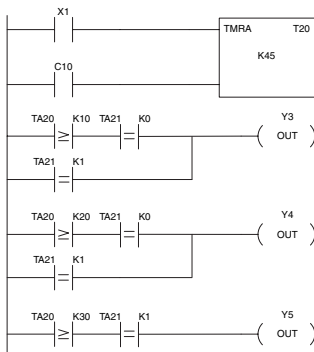 X1
TMRA T20
K45
C10
TA20 K10 TA21 K0 Y3
≥ = OUT
TA21 K1
=
TA20 K20 TA21 K0 Y4
≥ = OUT
TA21 K1
=
TA20 K30 TA21 K1 Y5
≥ = OUT